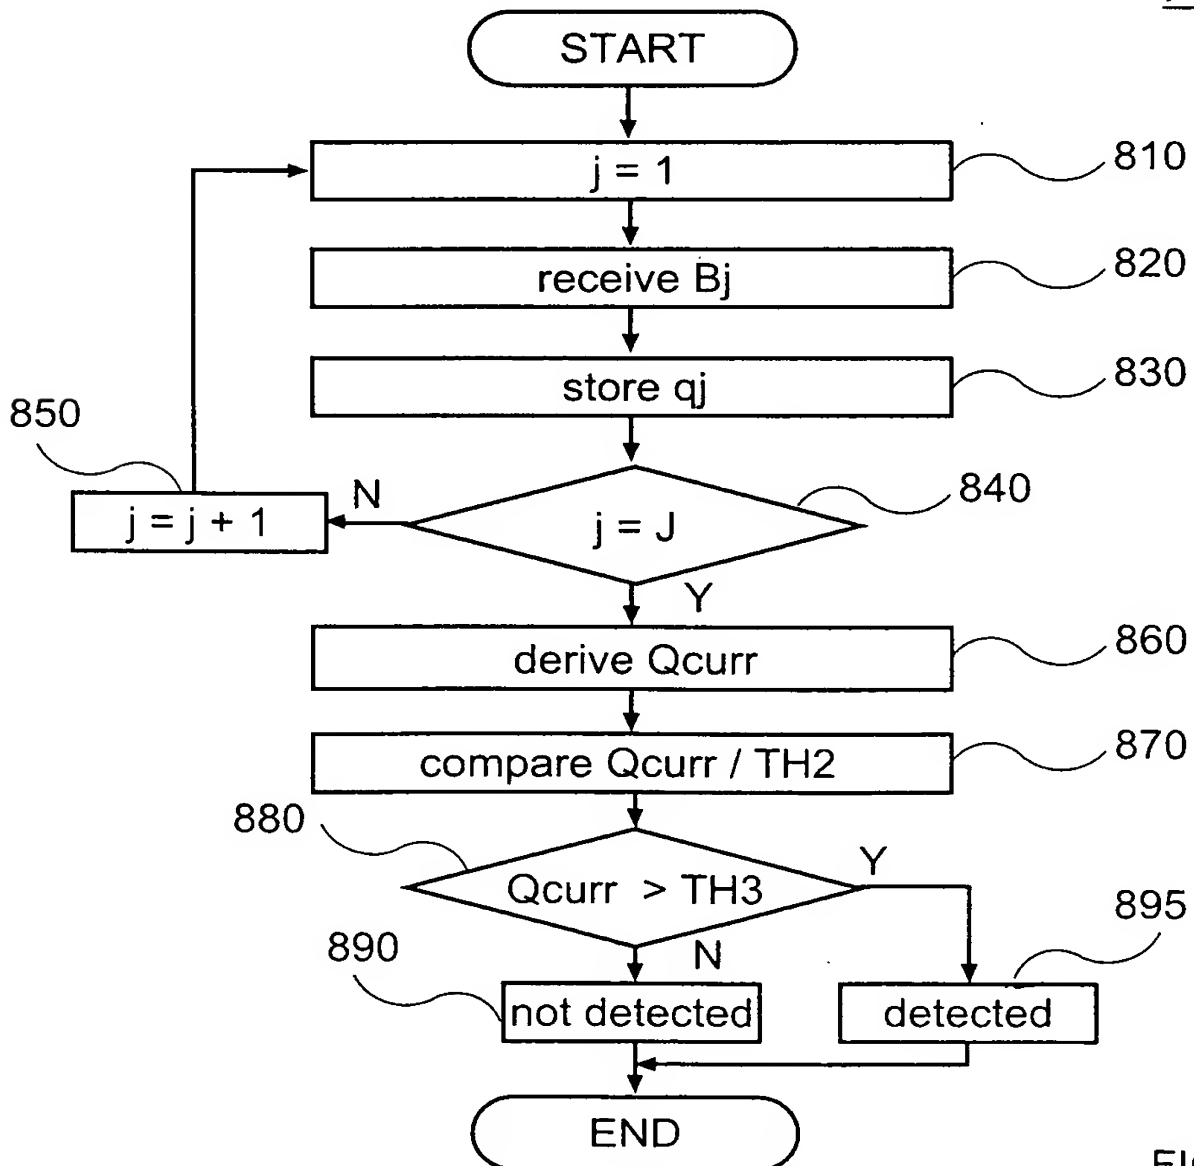 START
j = 1
810
receive Bj
820
store qj
830
850
j = j + 1
N
j = J
840
Y
derive Qcurr
860
compare Qcurr / TH2
870
880
Qcurr > TH3
Y
895
890
N
not detected
detected
END